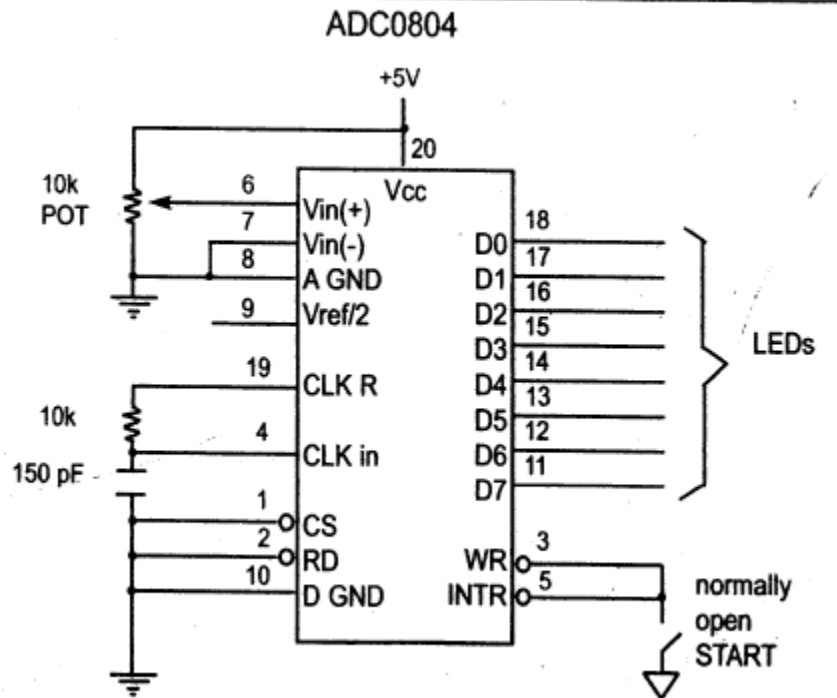 ADC0804
+5V
20
Vcc
10k
POT
6
Vin(+)
7
Vin(-)
8
A GND
9
Vref/2
19
CLK R
10k
4
CLK in
150 pF
1
CS
2
RD
10
D GND
18
D0
17
D1
16
D2
15
D3
14
D4
13
D5
12
D6
11
D7
LEDs
3
WR
5
INTR
normally
open
START